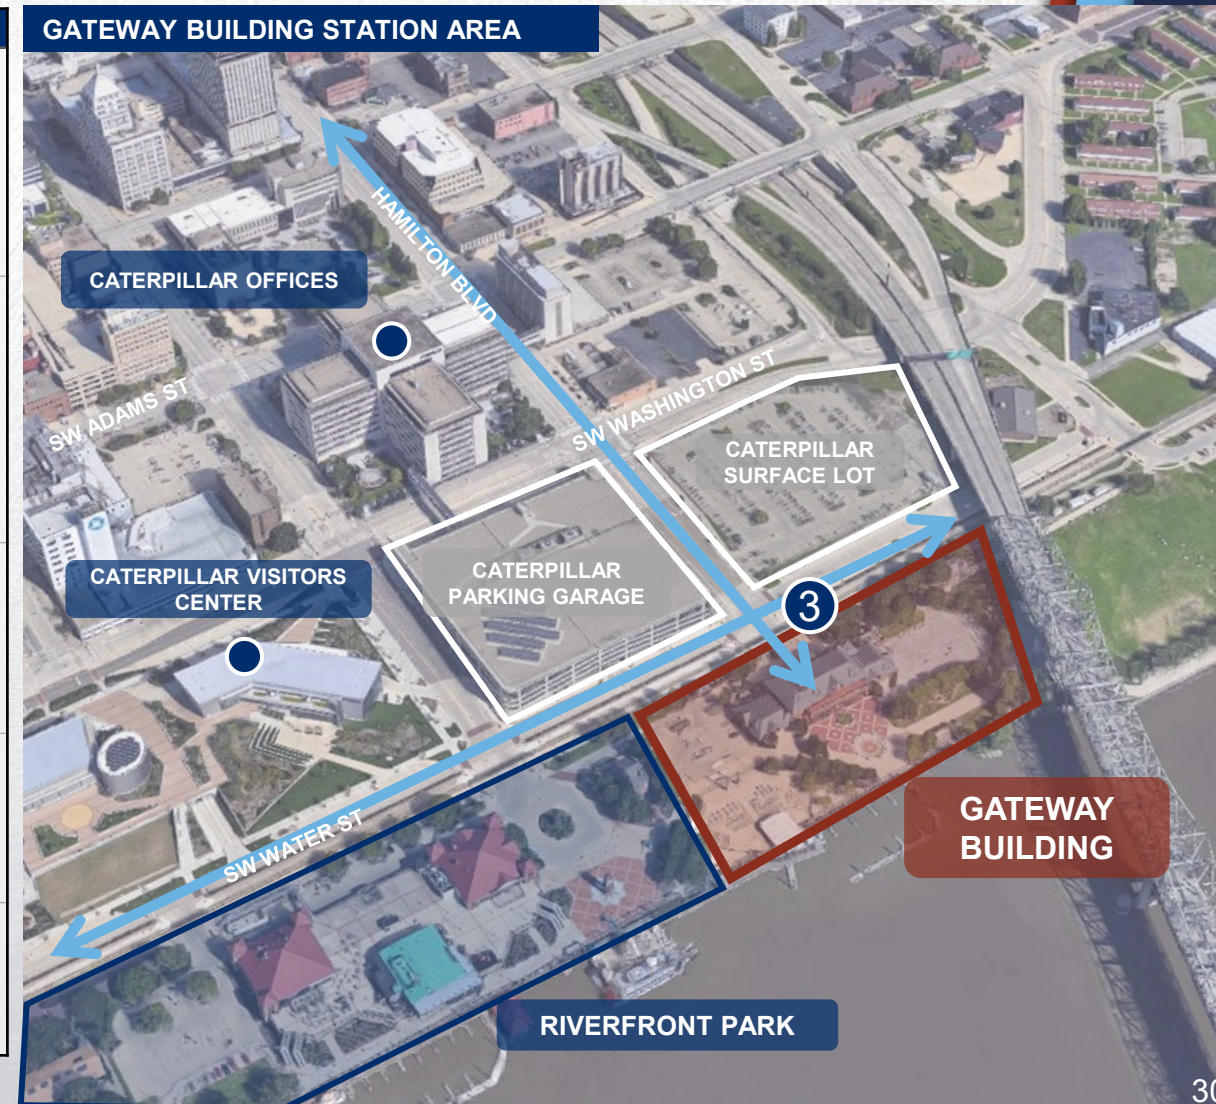 GATEWAY BUILDING STATION AREA
HAMILTON BLVD
CATERPILLAR OFFICES
SW ADAMS ST
SW WASHINGTON ST
CATERPILLAR
SURFACE LOT
CATERPILLAR
PARKING GARAGE
CATERPILLAR VISITORS
CENTER
3
GATEWAY
BUILDING
SW WATER ST
RIVERFRONT PARK
30